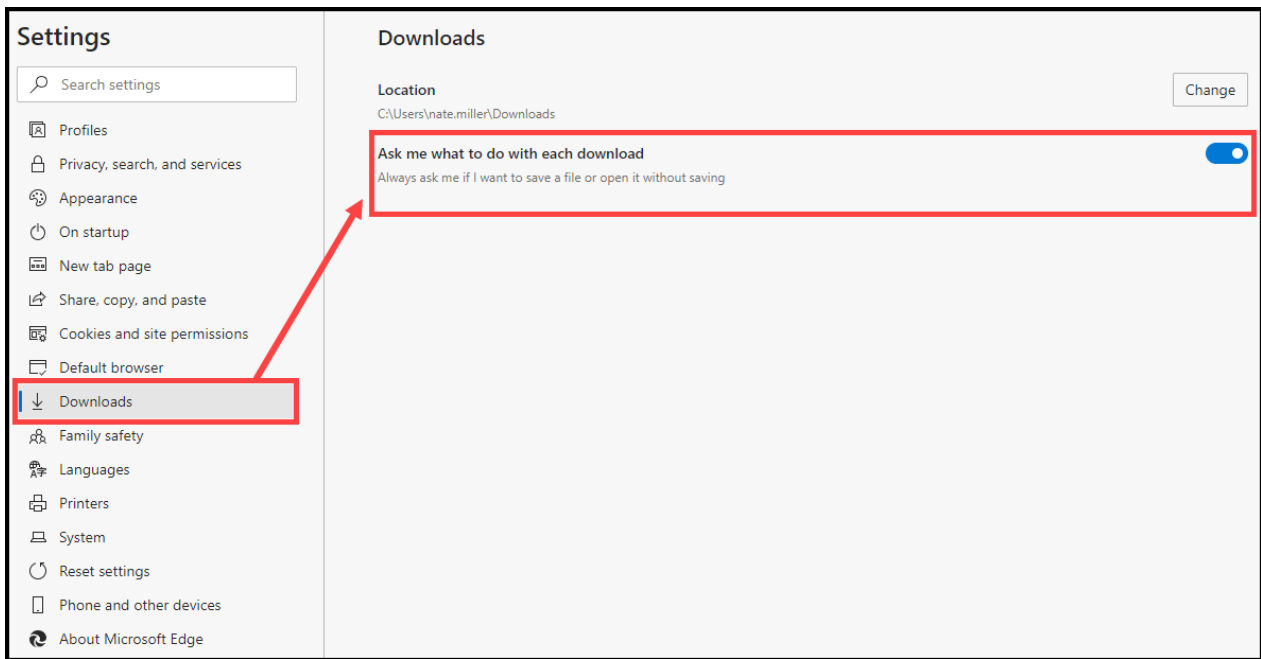 Settings
Search settings
Profiles
Privacy, search, and services
Appearance
On startup
New tab page
Share, copy, and paste
Cookies and site permissions
Default browser
Downloads
Family safety
Languages
Printers
System
Reset settings
Phone and other devices
About Microsoft Edge
Downloads
Location
Change
C:\Users\nate.miller\Downloads
Ask me what to do with each download
Always ask me if I want to save a file or open it without saving